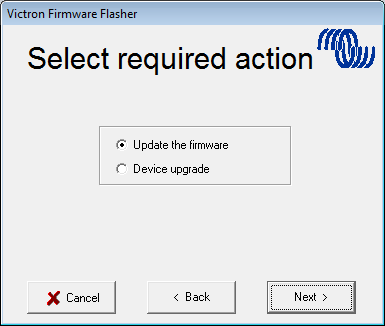 Victron Firmware Flasher
Select required action
Update the firmware
Device upgrade
Cancel
< Back
Next >